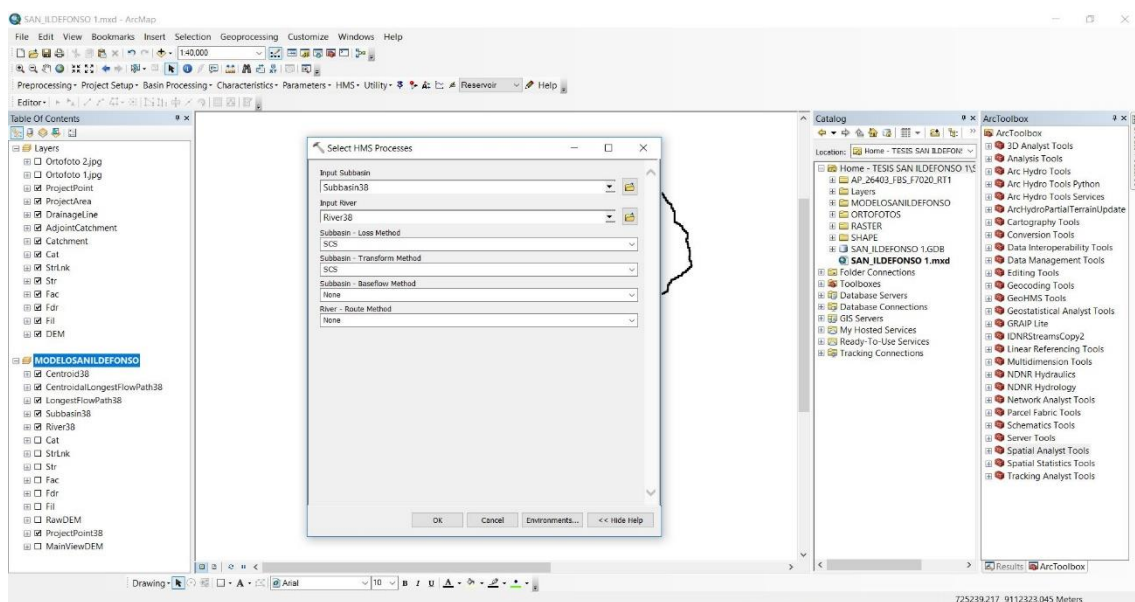 SAN_ILDEFONSO 1.mxd - ArcMap
File Edit View Bookmarks Insert Selection Geoprocessing Customize Windows Help
1:40,000
Preprocessing Project Setup Basin Processing Characteristics Parameters HMS Utility Reservoir Help
Editor
Table Of Contents
Layers
Ortofoto 2.jpg
Ortofoto 1.jpg
ProjectPoint
ProjectArea
DrainageLine
AdjointCatchment
Catchment
Cat
StrLnk
Str
Fac
Fdr
Fil
DEM
MODELOSANILDEFONSO
Centroid38
CentroidalLongestFlowPath38
LongestFlowPath38
Subbasin38
River38
Cat
StrLnk
Str
Fac
Fdr
Fil
RawDEM
ProjectPoint38
MainViewDEM
Select HMS Processes
Input Subbasin
Subbasin38
Input River
River38
Subbasin - Loss Method
SCS
Subbasin - Transform Method
SCS
Subbasin - Baseflow Method
None
River - Route Method
None
OK Cancel Environments... << Hide Help
Catalog
Location: Home - TESIS SAN ILDEFON
Home - TESIS SAN ILDEFONSO 1\S
AP_26403_FBS_F7020_RT1
Layers
MODELOSANILDEFONSO
ORTOFOTOS
RASTER
SHAPE
SAN_ILDEFONSO 1.GDB
SAN_ILDEFONSO 1.mxd
Folder Connections
Toolboxes
Database Servers
Database Connections
GIS Servers
My Hosted Services
Ready-To-Use Services
Tracking Connections
ArcToolbox
ArcToolbox
3D Analyst Tools
Analysis Tools
Arc Hydro Tools
Arc Hydro Tools Python
Arc Hydro Tools Services
ArcHydroPartialTerrainUpdate
Cartography Tools
Conversion Tools
Data Interoperability Tools
Data Management Tools
Editing Tools
Geocoding Tools
GeoHMS Tools
Geostatistical Analyst Tools
GRAIP Lite
IDNRStreamsCopy2
Linear Referencing Tools
Multidimension Tools
NDNR Hydraulics
NDNR Hydrology
Network Analyst Tools
Parcel Fabric Tools
Schematics Tools
Server Tools
Spatial Analyst Tools
Spatial Statistics Tools
Tracking Analyst Tools
Results ArcToolbox
Drawing A Arial 10 B I U A
725239.217 9112323.045 Meters